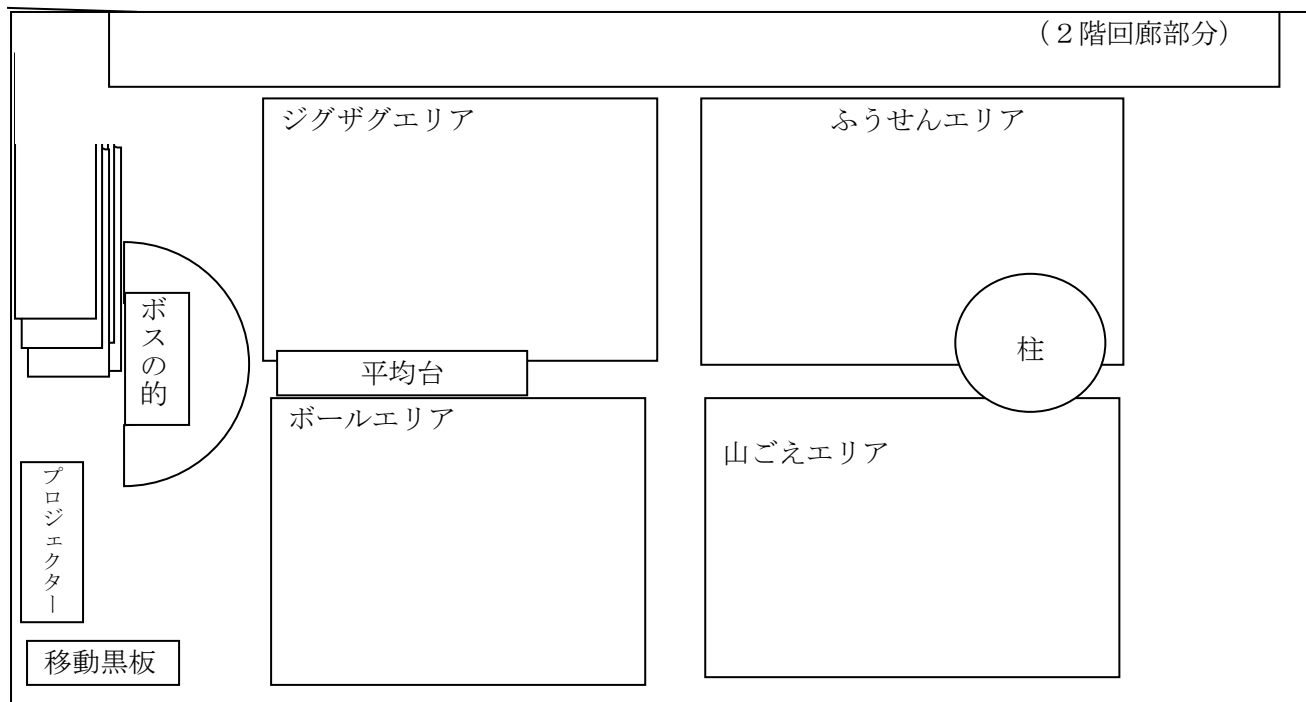 （２階回廊部分）
ジグザグエリア
ふうせんエリア
ボスの的
柱
平均台
ボールエリア
山ごえエリア
プロジェクター
移動黒板